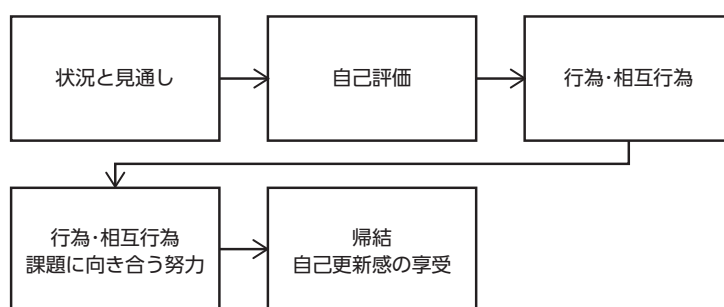 状況と見通し
自己評価
行為・相互行為
行為・相互行為
課題に向き合う努力
帰結
自己更新感の享受